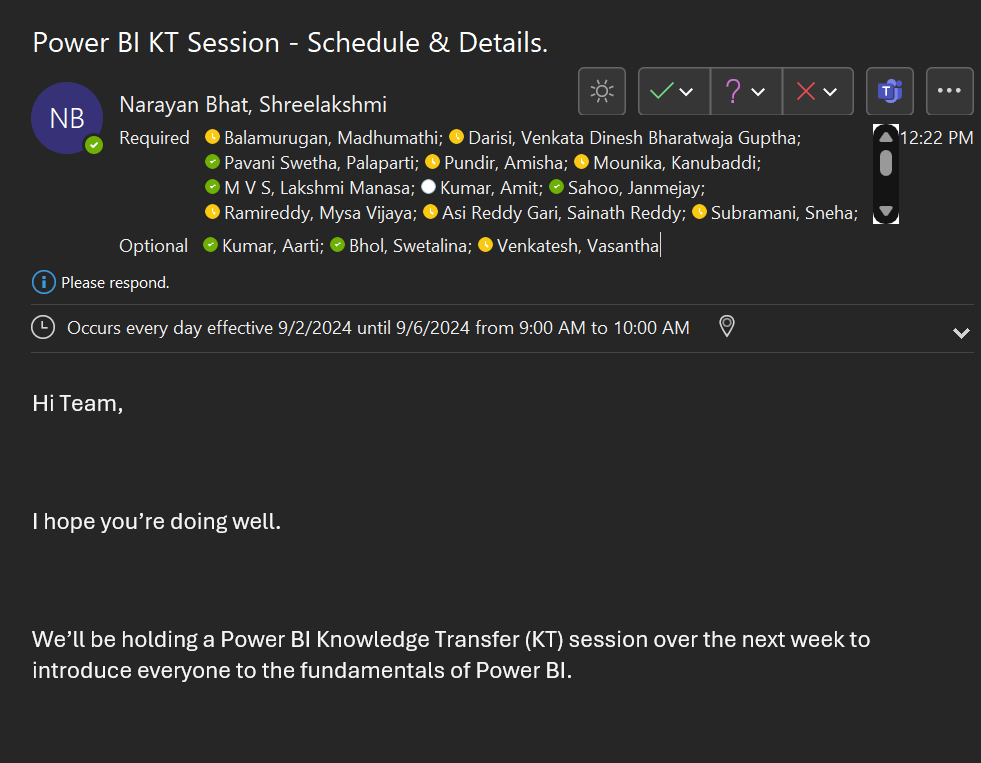 Power BI KT Session - Schedule & Details.
NB
Narayan Bhat, Shreelakshmi
Required Balamurugan, Madhumathi; Darisi, Venkata Dinesh Bharatwaja Guptha; 12:22 PM
Pavani Swetha, Palaparti; Pundir, Amisha; Mounika, Kanubaddi;
M V S, Lakshmi Manasa; Kumar, Amit; Sahoo, Janmejay;
Ramireddy, Mysa Vijaya; Asi Reddy Gari, Sainath Reddy; Subramani, Sneha;
Optional Kumar, Aarti; Bhol, Swetalina; Venkatesh, Vasantha
Please respond.
Occurs every day effective 9/2/2024 until 9/6/2024 from 9:00 AM to 10:00 AM
Hi Team,
I hope you’re doing well.
We’ll be holding a Power BI Knowledge Transfer (KT) session over the next week to
introduce everyone to the fundamentals of Power BI.